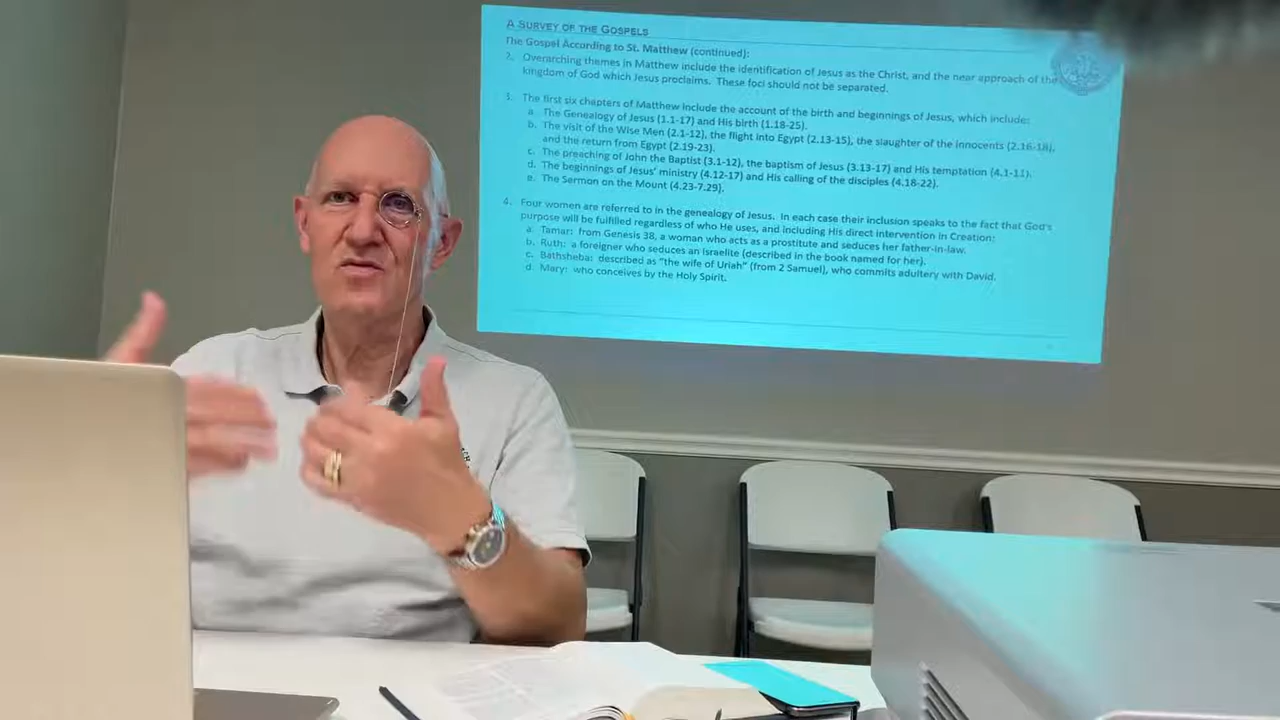 A SURVEY OF THE GOSPELS
The Gospel According to St. Matthew (continued):
2. Overarching themes in Matthew include the identification of Jesus as the Christ, and the near approach of the
kingdom of God which Jesus proclaims. These foci should not be separated.
3. The first six chapters of Matthew include the account of the birth and beginnings of Jesus, which include:
a. The Genealogy of Jesus (1.1-17) and His birth (1.18-25).
b. The visit of the Wise Men (2.1-12), the flight into Egypt (2.13-15), the slaughter of the Innocents (2.16-18),
and the return from Egypt (2.19-23).
c. The preaching of John the Baptist (3.1-12), the baptism of Jesus (3.13-17) and His temptation (4.1-11).
d. The beginnings of Jesus' ministry (4.12-17) and His calling of the disciples (4.18-22).
e. The Sermon on the Mount (4.23-7.29).
4. Four women are referred to in the genealogy of Jesus. In each case their inclusion speaks to the fact that God's
purpose will be fulfilled regardless of who He uses, and including His direct intervention in Creation:
a. Tamar: from Genesis 38, a woman who acts as a prostitute and seduces her father-in-law.
b. Ruth: a foreigner who seduces an Israelite (described in the book named for her).
c. Bathsheba: described as "the wife of Uriah" (from 2 Samuel), who commits adultery with David.
d. Mary: who conceives by the Holy Spirit.